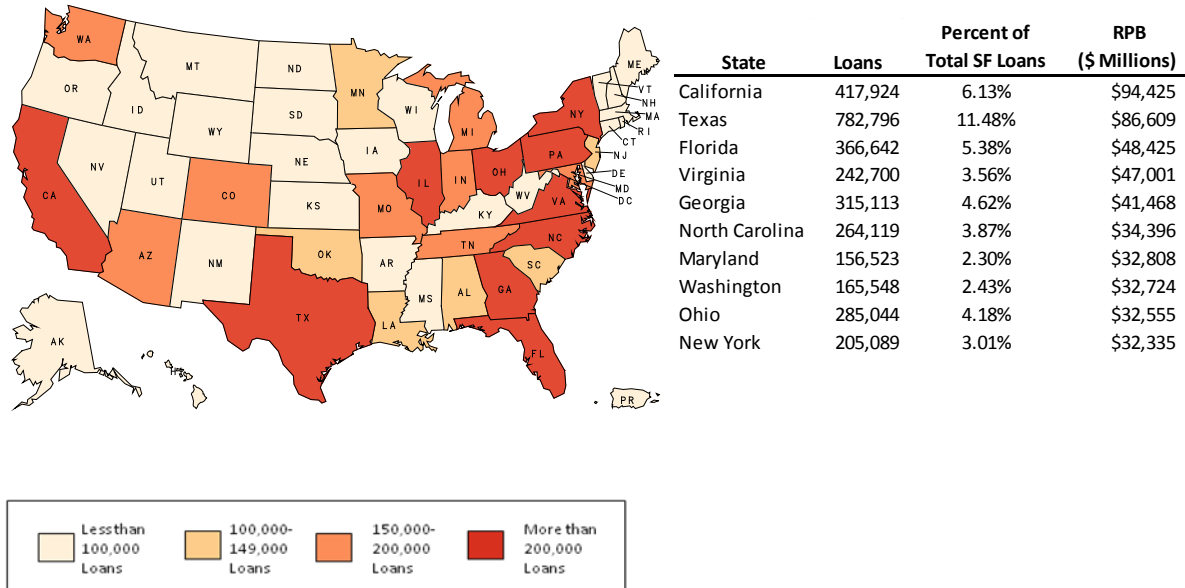 WA
MT
ND
MN
ME
OR
ID
SD
WI
MI
NY
VT
NH
MA
RI
CT
WY
IA
NE
PA
NJ
NV
UT
CO
IL
IN
OH
DE
MD
DC
WV
VA
CA
KS
MO
KY
NC
TN
AZ
NM
OK
AR
SC
MS
AL
GA
TX
LA
FL
AK
PR
State Loans Percent of Total SF Loans RPB ($ Millions)
California 417,924 6.13% $94,425
Texas 782,796 11.48% $86,609
Florida 366,642 5.38% $48,425
Virginia 242,700 3.56% $47,001
Georgia 315,113 4.62% $41,468
North Carolina 264,119 3.87% $34,396
Maryland 156,523 2.30% $32,808
Washington 165,548 2.43% $32,724
Ohio 285,044 4.18% $32,555
New York 205,089 3.01% $32,335
Lessthan
100,000
Loans
100,000-
149,000
Loans
150,000-
200,000
Loans
More than
200,000
Loans